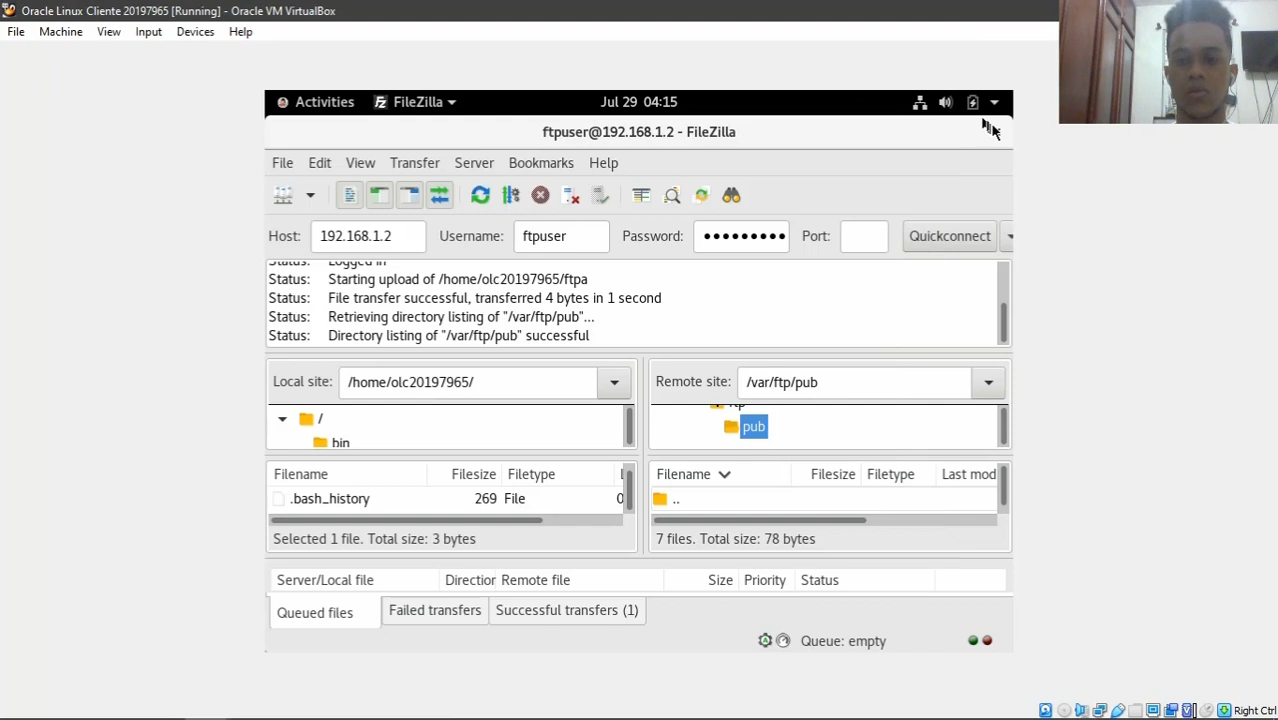 Oracle Linux Cliente 20197965 [Running] - Oracle VM VirtualBox
File Machine View Input Devices Help
Activities FileZilla Jul 29 04:15
ftpuser@192.168.1.2 - FileZilla
File Edit View Transfer Server Bookmarks Help
Host: 192.168.1.2 Username: ftpuser Password: ●●●●●●●●● Port: Quickconnect
Status: Logged in
Status: Starting upload of /home/olc20197965/ftpa
Status: File transfer successful, transferred 4 bytes in 1 second
Status: Retrieving directory listing of "/var/ftp/pub"...
Status: Directory listing of "/var/ftp/pub" successful
Local site: /home/olc20197965/ Remote site: /var/ftp/pub
/ ftp
bin pub
Filename Filesize Filetype L Filename Filesize Filetype Last mod
.bash_history 269 File 0 ..
Selected 1 file. Total size: 3 bytes 7 files. Total size: 78 bytes
Server/Local file Direction Remote file Size Priority Status
Queued files Failed transfers Successful transfers (1)
Queue: empty
Right Ctrl